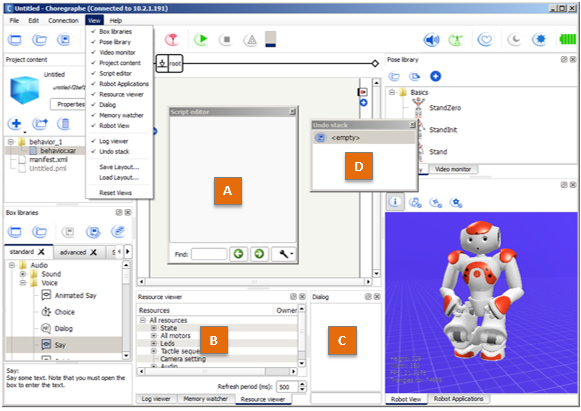 Untitled - Choregraphe (Connected to 10.2.1.191)
File Edit Connection View Help
Box libraries
Pose library
Video monitor
Project content
Script editor
Robot Applications
Resource viewer
Dialog
Memory watcher
Robot View
Log viewer
Undo stack
Save Layout...
Load Layout...
Reset Views
Project content
Untitled
Properties
behavior_1
behavior.xar
manifest.xml
Untitled.pml
root
Script editor
A
Find:
Undo stack
<empty>
D
Pose library
Basics
StandZero
StandInit
Stand
Video monitor
Box libraries
standard advanced
Audio
Sound
Voice
Animated Say
Choice
Dialog
Say
Say:
Say some text. Note that you must open the
box to enter the text.
Resource viewer
Resources Owner
All resources
State
All motors
Leds
Tactile sequen
Camera setting
B
Refresh period (ms): 500
Log viewer Memory watcher Resource viewer
Dialog
C
Robot View Robot Applications